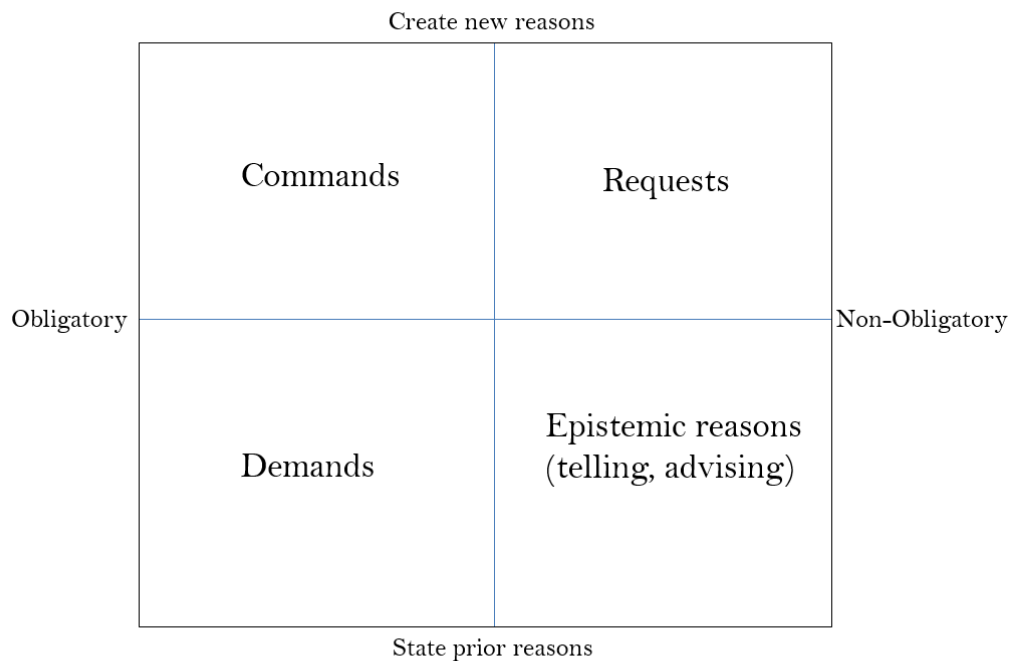 Create new reasons
Commands
Requests
Obligatory
Non-Obligatory
Epistemic reasons
(telling, advising)
Demands
State prior reasons